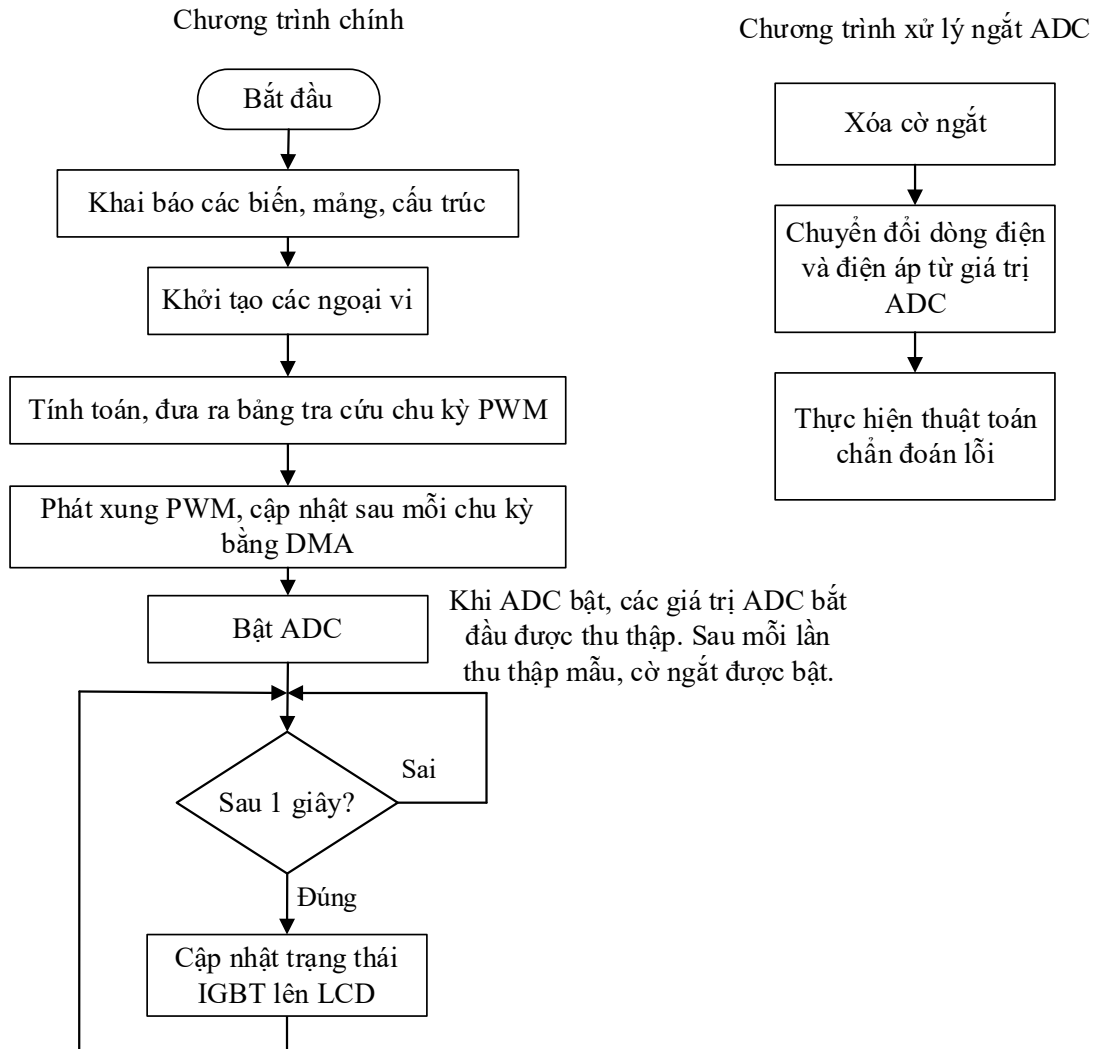 Chương trình chính
Bắt đầu
Khai báo các biến, mảng, cấu trúc
Khởi tạo các ngoại vi
Tính toán, đưa ra bảng tra cứu chu kỳ PWM
Phát xung PWM, cập nhật sau mỗi chu kỳ
bằng DMA
Bật ADC
Khi ADC bật, các giá trị ADC bắt
đầu được thu thập. Sau mỗi lần
thu thập mẫu, cờ ngắt được bật.
Sau 1 giây?
Sai
Đúng
Cập nhật trạng thái
IGBT lên LCD
Chương trình xử lý ngắt ADC
Xóa cờ ngắt
Chuyển đổi dòng điện
và điện áp từ giá trị
ADC
Thực hiện thuật toán
chẩn đoán lỗi